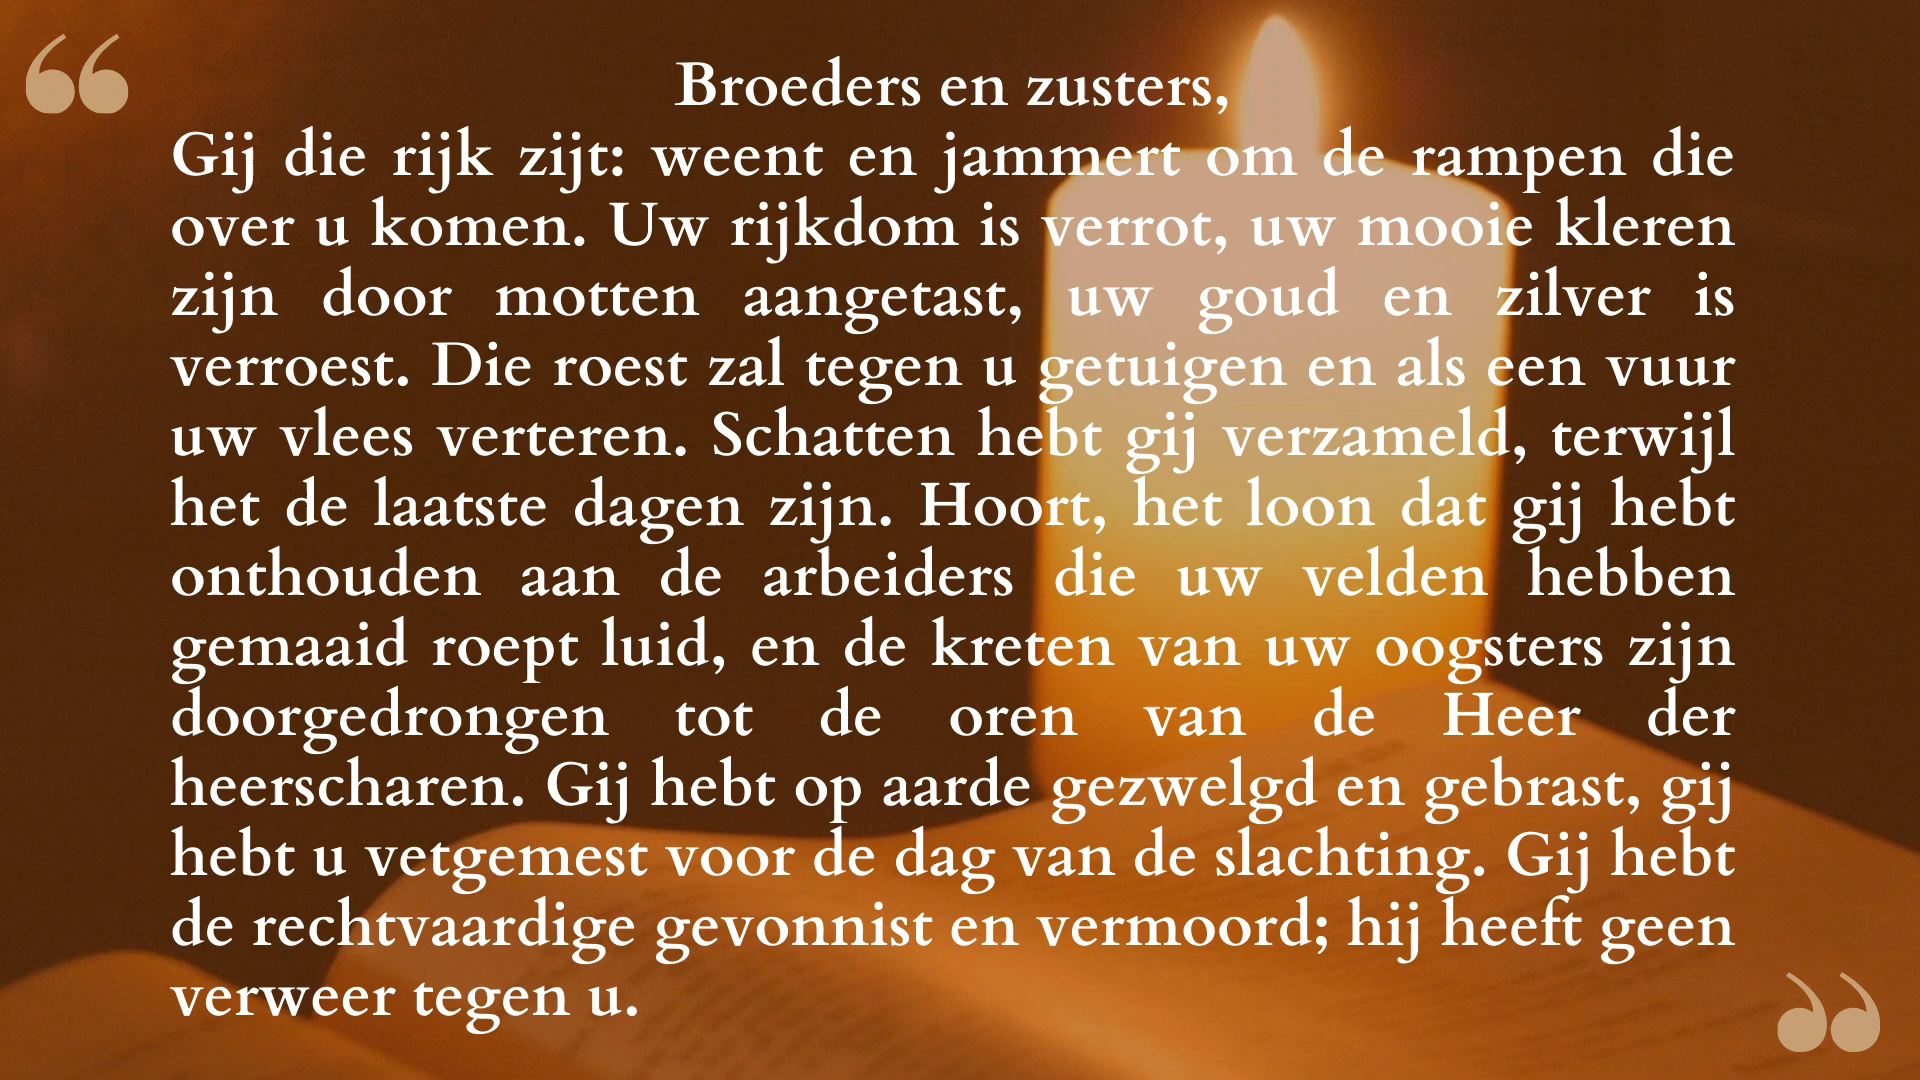 Broeders en zusters,
Gij die rijk zijt: weent en jammert om de rampen die
over u komen. Uw rijkdom is verrot, uw mooie kleren
zijn door motten aangetast, uw goud en zilver is
verroest. Die roest zal tegen u getuigen en als een vuur
uw vlees verteren. Schatten hebt gij verzameld, terwijl
het de laatste dagen zijn. Hoort, het loon dat gij hebt
onthouden aan de arbeiders die uw velden hebben
gemaaid roept luid, en de kreten van uw oogsters zijn
doorgedrongen tot de oren van de Heer der
heerscharen. Gij hebt op aarde gezwelgd en gebrast, gij
hebt u vetgemest voor de dag van de slachting. Gij hebt
de rechtvaardige gevonnist en vermoord; hij heeft geen
verweer tegen u.